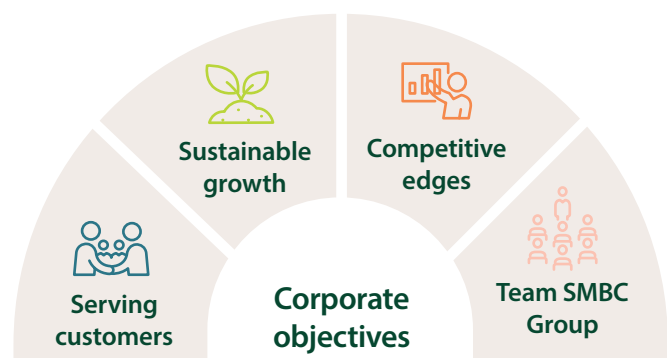 Sustainable
growth
Competitive
edges
Serving
customers
Corporate
objectives
Team SMBC
Group